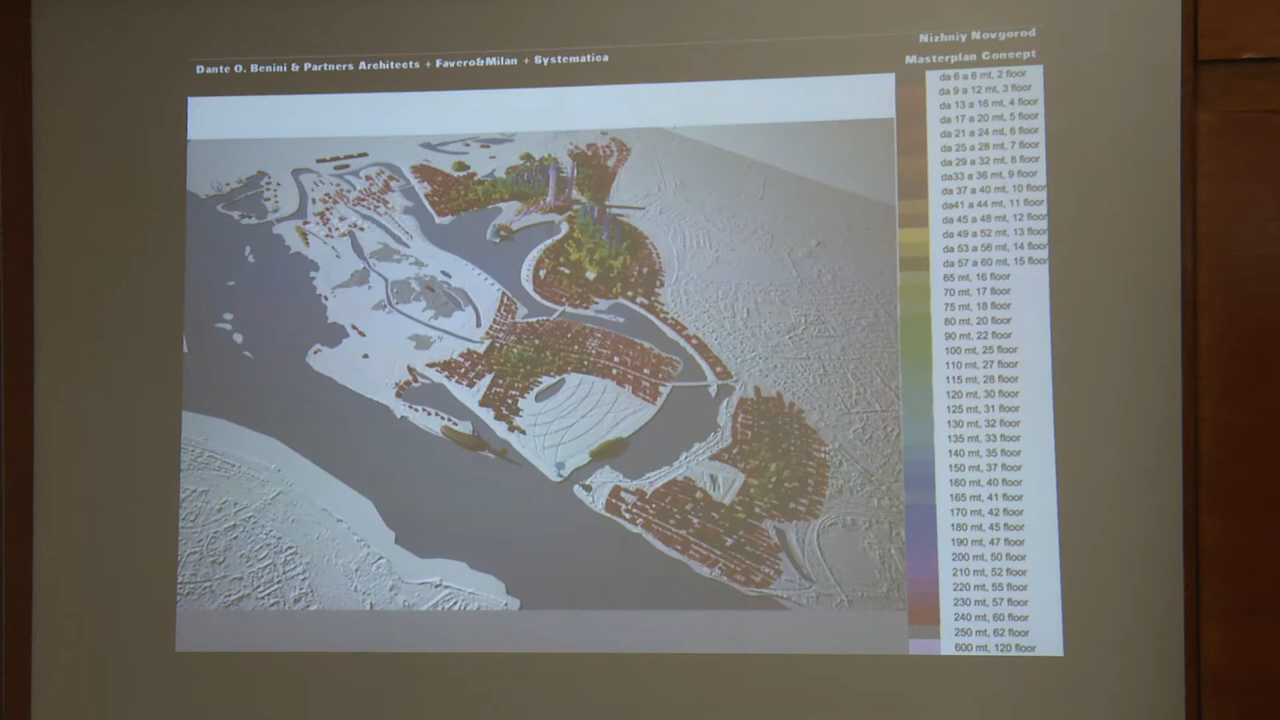 Nizhniy Novgorod
Dante O. Benini & Partners Architects + Favero&Milan + Systematica
Masterplan Concept
da 6 a 8 mt, 2 floor
da 9 a 12 mt, 3 floor
da 13 a 16 mt, 4 floor
da 17 a 20 mt, 5 floor
da 21 a 24 mt, 6 floor
da 25 a 28 mt, 7 floor
da 29 a 32 mt, 8 floor
da33 a 36 mt, 9 floor
da 37 a 40 mt, 10 floor
da41 a 44 mt, 11 floor
da 45 a 48 mt, 12 floor
da 49 a 52 mt, 13 floor
da 53 a 56 mt, 14 floor
da 57 a 60 mt, 15 floor
65 mt, 16 floor
70 mt, 17 floor
75 mt, 18 floor
80 mt, 20 floor
90 mt, 22 floor
100 mt, 25 floor
110 mt, 27 floor
115 mt, 28 floor
120 mt, 30 floor
125 mt, 31 floor
130 mt, 32 floor
135 mt, 33 floor
140 mt, 35 floor
150 mt, 37 floor
160 mt, 40 floor
165 mt, 41 floor
170 mt, 42 floor
180 mt, 45 floor
190 mt, 47 floor
200 mt, 50 floor
210 mt, 52 floor
220 mt, 55 floor
230 mt, 57 floor
240 mt, 60 floor
250 mt, 62 floor
600 mt, 120 floor